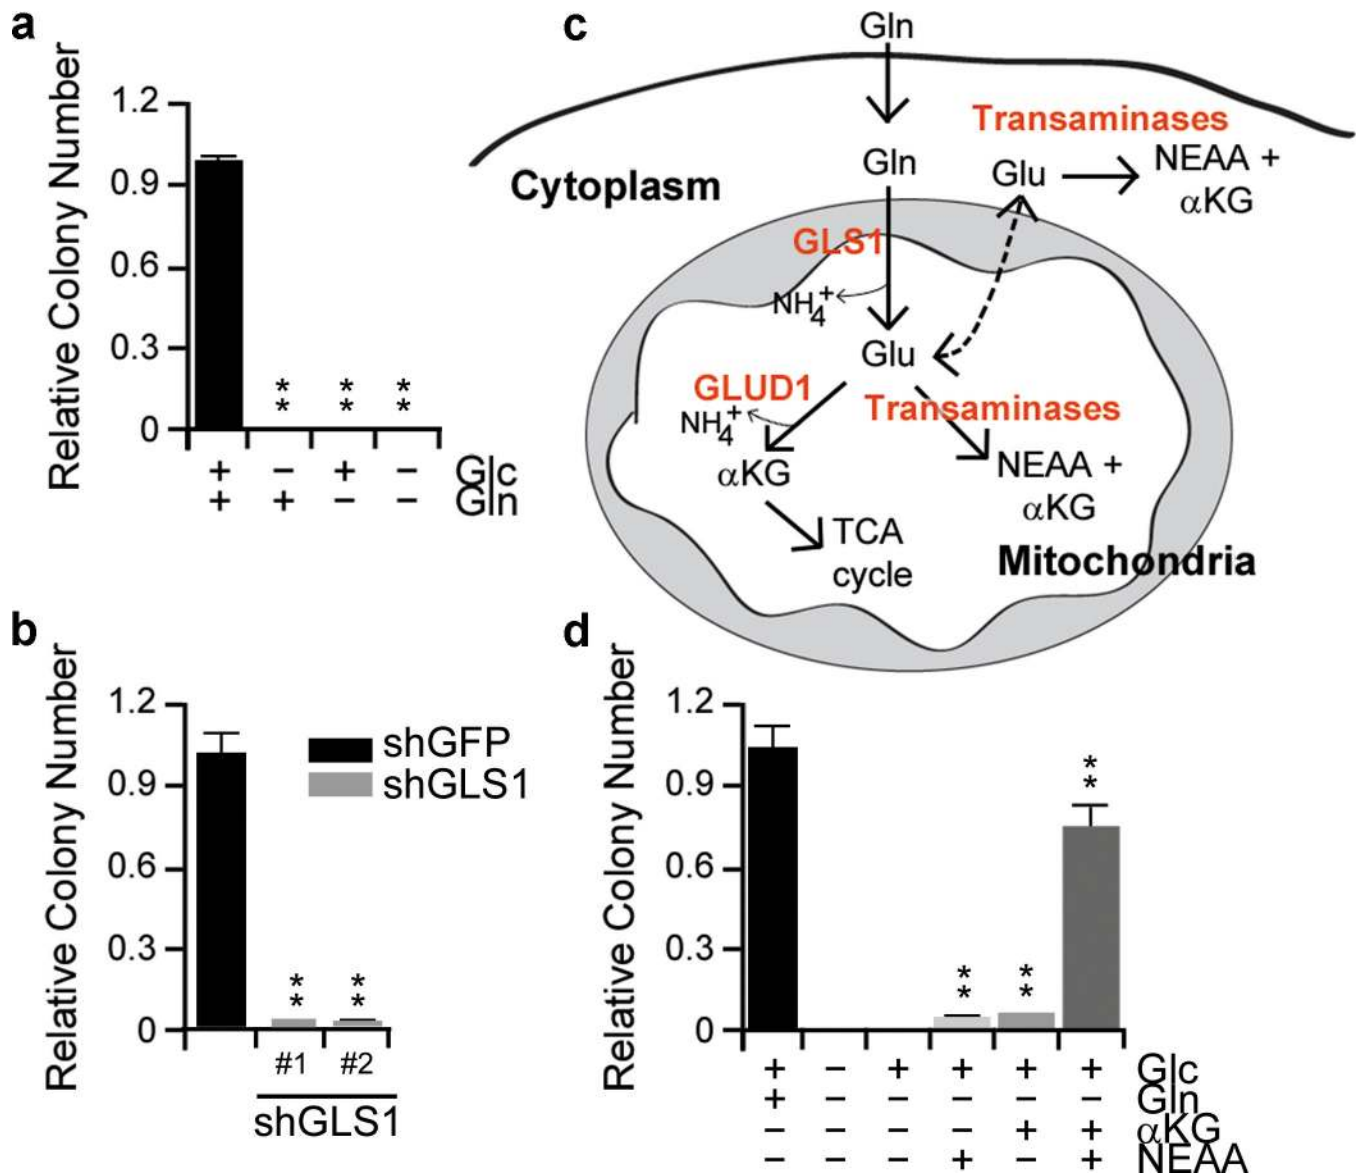 a
Relative Colony Number
1.2
0.9
0.6
0.3
0
* * *
* * *
+ − + − Glc
+ + − − Gln
b
Relative Colony Number
1.2
0.9
0.6
0.3
0
shGFP
shGLS1
* *
* *
#1 #2
shGLS1
c
Gln
Transaminases
Gln
Glu
NEAA +
αKG
Cytoplasm
GLS1
NH₄⁺
Glu
GLUD1
NH₄⁺
Transaminases
αKG
NEAA +
αKG
TCA
cycle
Mitochondria
d
Relative Colony Number
1.2
0.9
0.6
0.3
0
* * *
* * *
+ − + + + + Glc
+ − − − − − Gln
− − − − + + αKG
− − − + − + NEAA